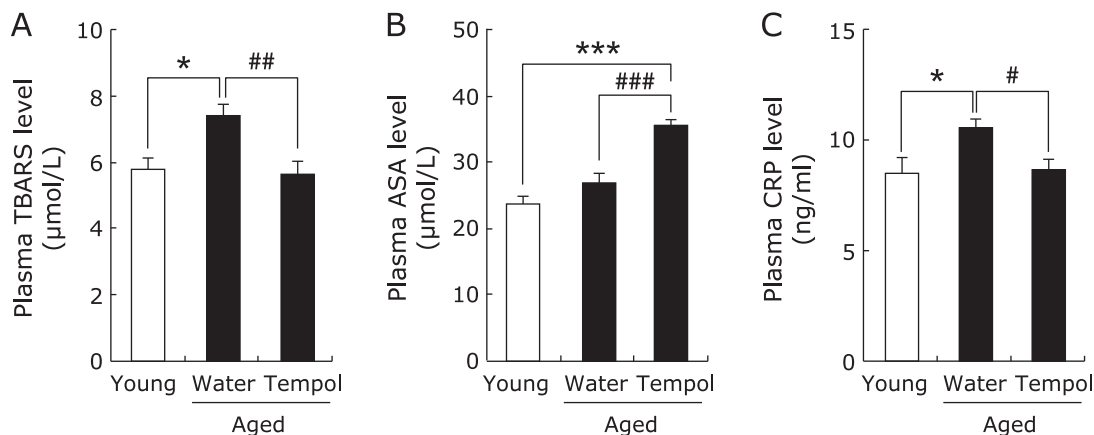 A
Plasma TBARS level
(μmol/L)
10
8
6
4
2
0
*
##
Young
Water
Tempol
Aged
B
Plasma ASA level
(μmol/L)
50
40
30
20
10
0
***
###
Young
Water
Tempol
Aged
C
Plasma CRP level
(ng/ml)
15
10
5
0
*
#
Young
Water
Tempol
Aged